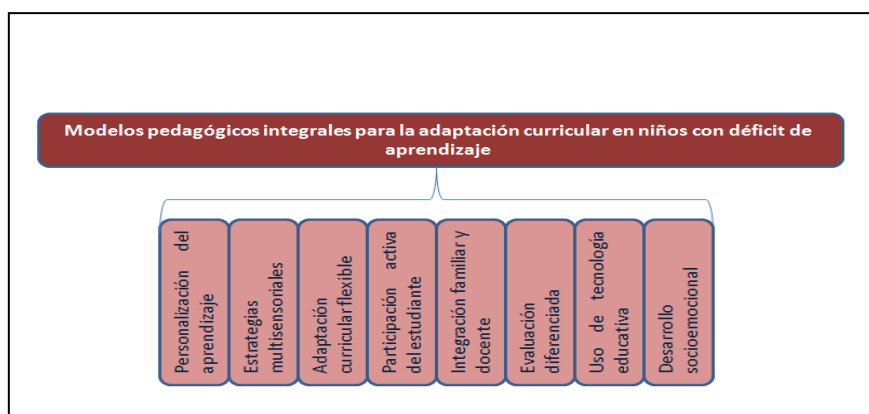 Modelos pedagógicos integrales para la adaptación curricular en niños con déficit de
aprendizaje
Personalización del
aprendizaje
Estrategias
multisensoriales
Adaptación
curricular flexible
Participación activa
del estudiante
Integración familiar y
docente
Evaluación
diferenciada
Uso de tecnología
educativa
Desarrollo
socioemocional